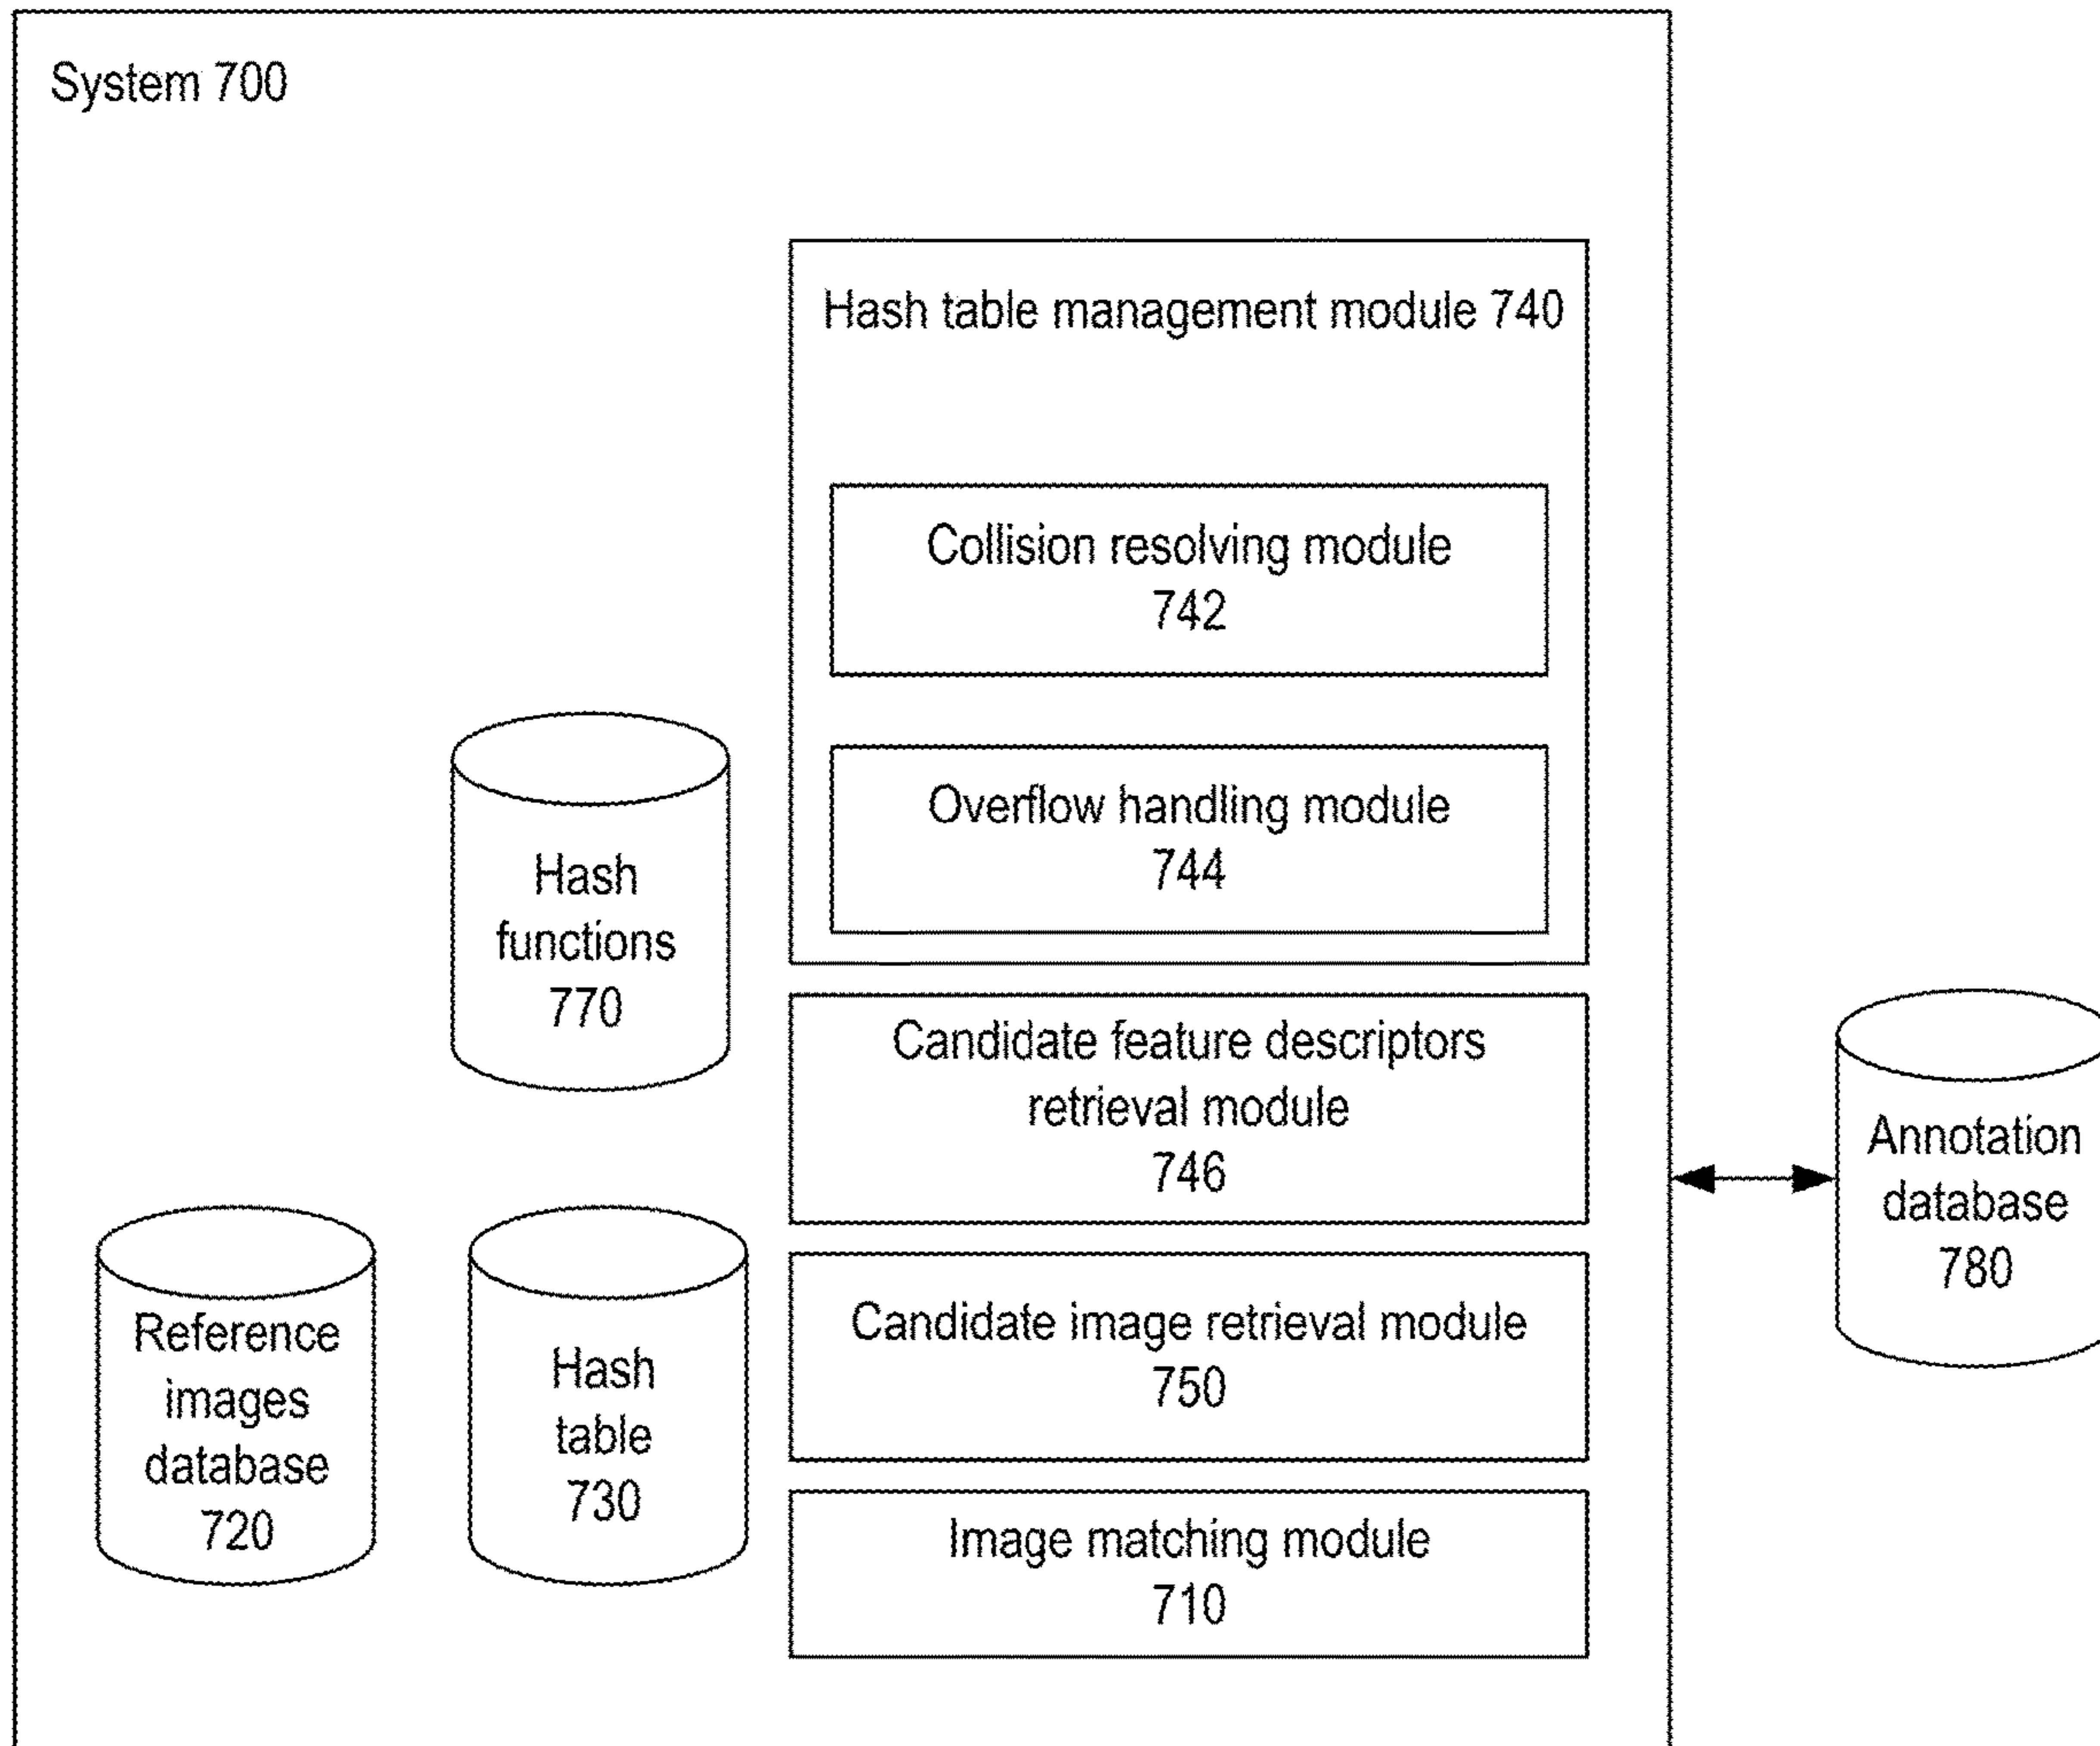 System 700
Hash table management module 740
Collision resolving module
742
Overflow handling module
744
Hash
functions
770
Candidate feature descriptors
retrieval module
746
Annotation
database
780
Reference
images
database
720
Hash
table
730
Candidate image retrieval module
750
Image matching module
710